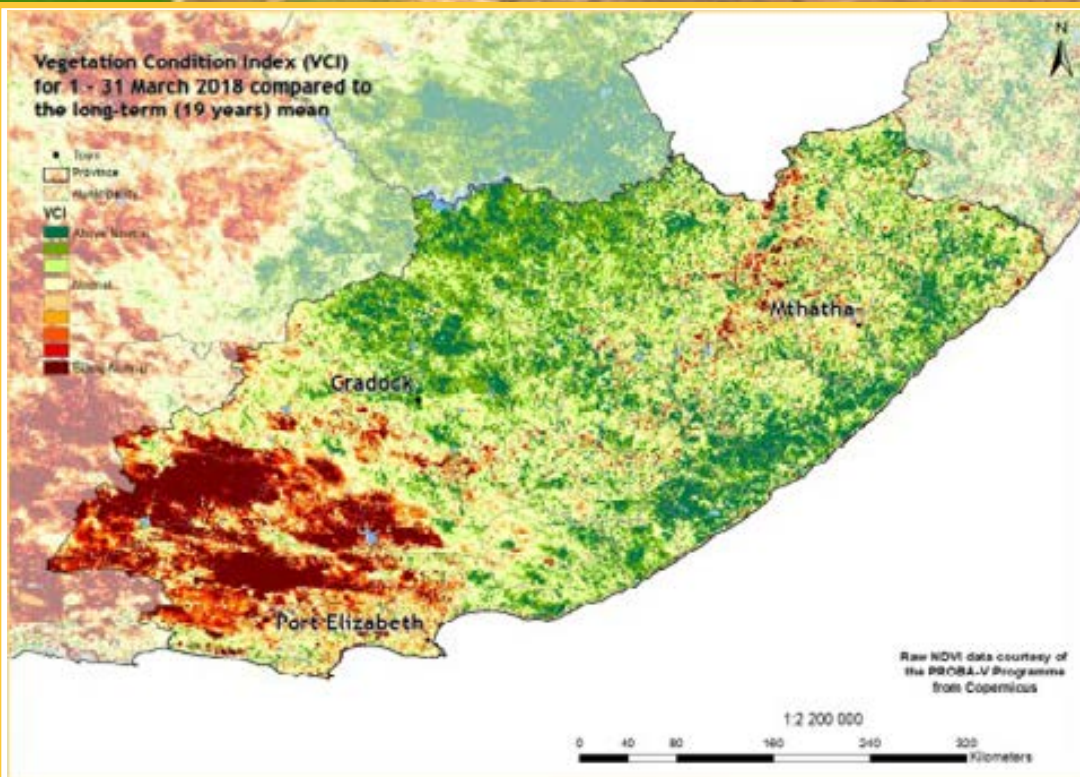 Vegetation Condition Index (VCI)
for 1 - 31 March 2018 compared to
the long-term (19 years) mean
Town
Province
Municipality
VCI
Above Normal
Normal
Below Normal
N
Mthatha
Gradock
Port Elizabeth
Raw NDVI data courtesy of
the PROBA-V Programme
from Copernicus
1:2 200 000
0 40 80 160 240 320
Kilometers